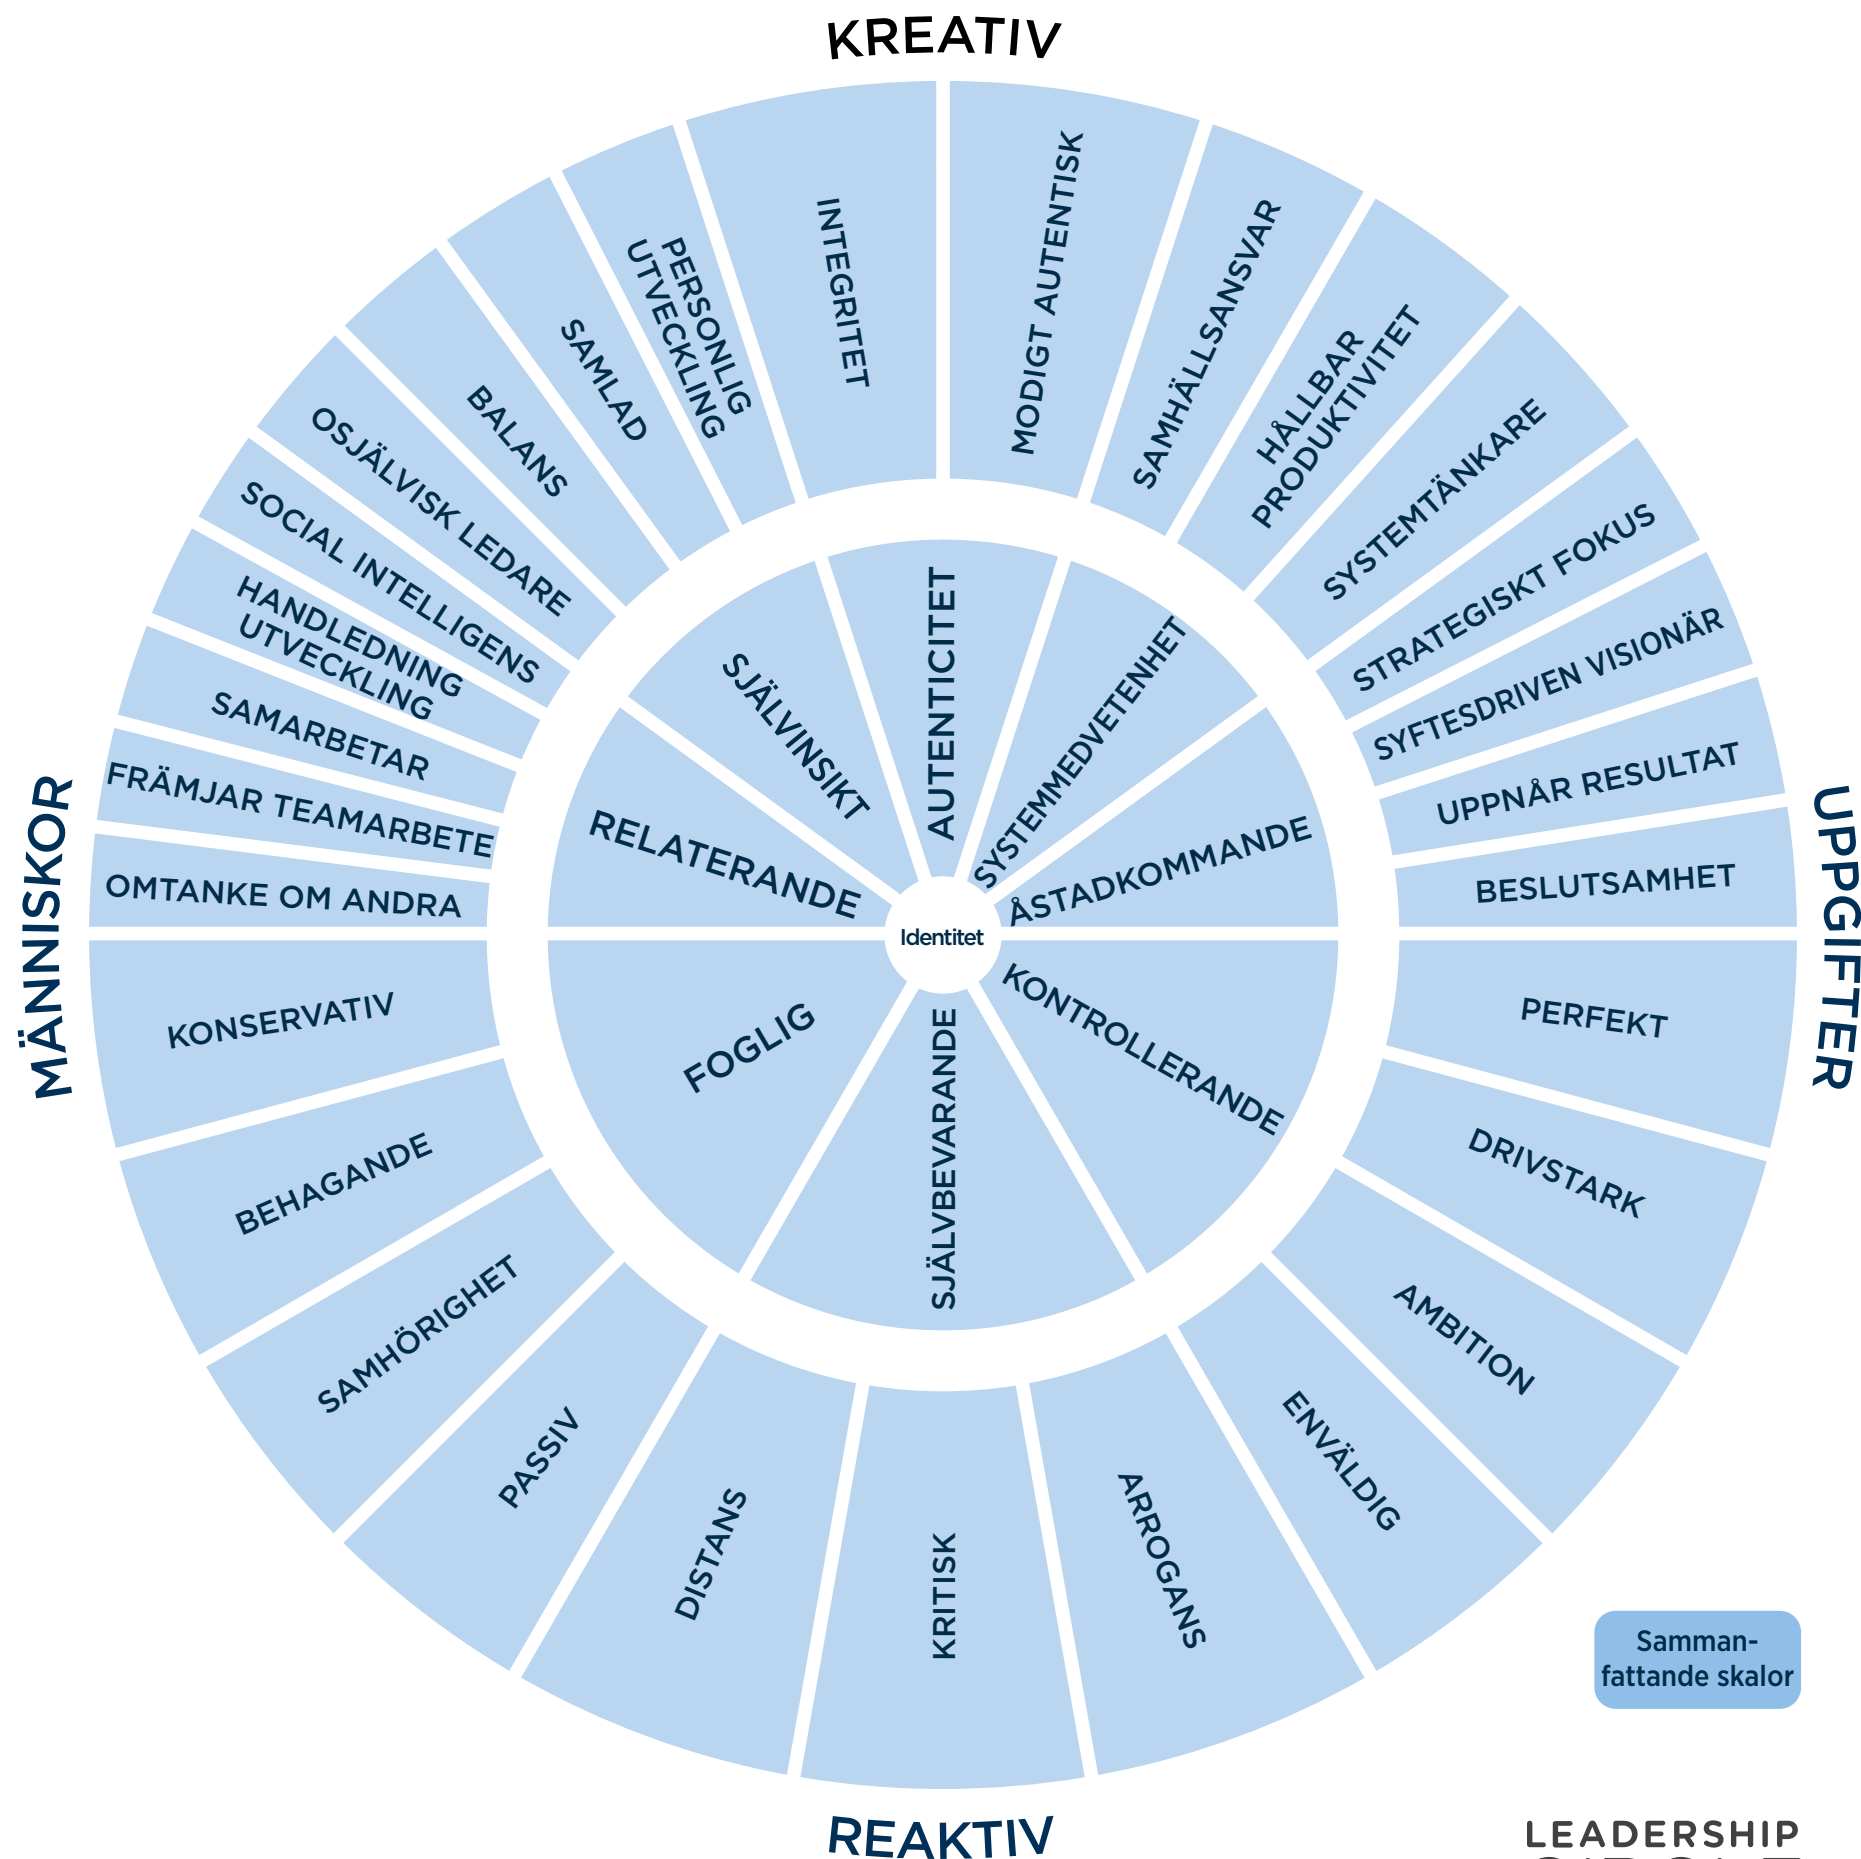 KREATIV
INTEGRITET
MODIGT AUTENTISK
SAMHÄLLSANSVAR
HÅLLBAR
PRODUKTIVITET
SYSTEMTÄNKARE
STRATEGISKT FOKUS
SYFTESDRIVEN VISIONÄR
UPPNÅR RESULTAT
BESLUTSAMHET
PERSONLIG
UTVECKLING
SAMLAD
BALANS
OSJÄLVISK LEDARE
SOCIAL INTELLIGENS
HANDLEDNING
UTVECKLING
SAMARBETAR
FRÄMJAR TEAMARBETE
OMTANKE OM ANDRA
MÄNNISKOR
UPPGIFTER
RELATERANDE
SJÄLVINSIKT
AUTENTICITET
SYSTEMMEDVETENHET
ÅSTADKOMMANDE
Identitet
FOGLIG
SJÄLVBEVARANDE
KONTROLLERANDE
KONSERVATIV
BEHAGANDE
SAMHÖRIGHET
PASSIV
DISTANS
KRITISK
ARROGANS
ENVÄLDIG
AMBITION
DRIVSTARK
PERFEKT
REAKTIV
Samman-
fattande skalor
LEADERSHIP